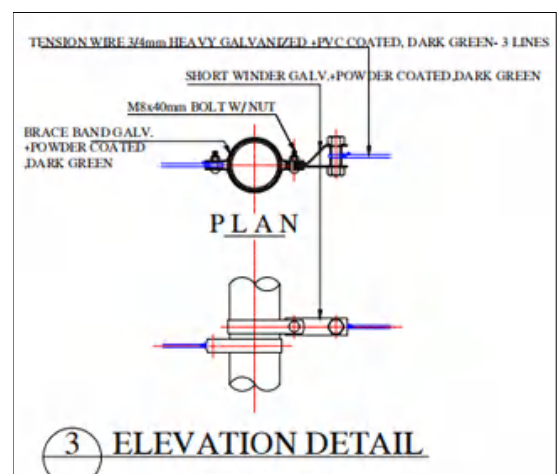 TENSION WIRE 3/4mm HEAVY GALVANIZED +PVC COATED, DARK GREEN- 3 LINES
SHORT WINDER GALV.+POWDER COATED,DARK GREEN
M8x40mm BOLT W/NUT
BRACE BAND GALV.
+POWDER COATED
,DARK GREEN
PLAN
3 ELEVATION DETAIL